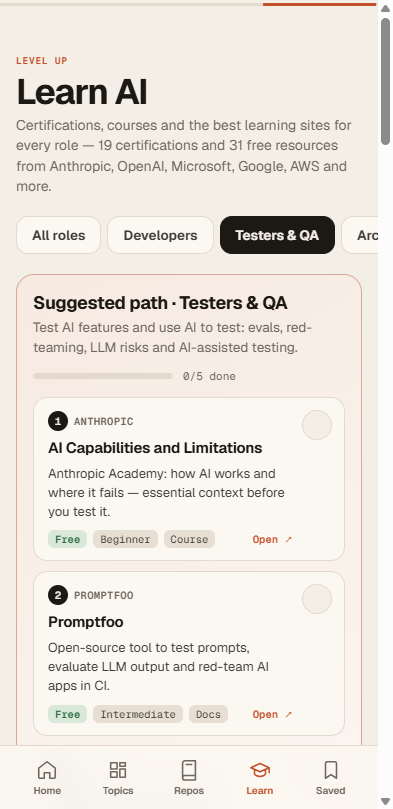 LEVEL UP
Learn AI
Certifications, courses and the best learning sites for
every role — 19 certifications and 31 free resources
from Anthropic, OpenAI, Microsoft, Google, AWS and
more.
All roles Developers Testers & QA Arc
Suggested path · Testers & QA
Test AI features and use AI to test: evals, red-
teaming, LLM risks and AI-assisted testing.
0/5 done
1 ANTHROPIC
AI Capabilities and Limitations
Anthropic Academy: how AI works and
where it fails — essential context before
you test it.
Free Beginner Course Open ↗
2 PROMPTFOO
Promptfoo
Open-source tool to test prompts,
evaluate LLM output and red-team AI
apps in CI.
Free Intermediate Docs Open ↗
Home Topics Repos Learn Saved